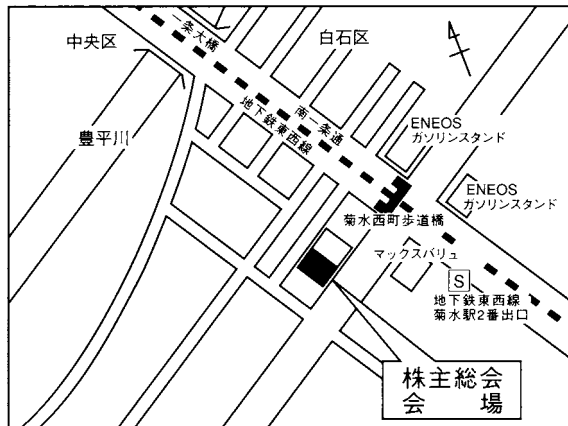 一条大橋
中央区
白石区
豊平川
地下鉄東西線
南一条通
ENEOS
ガソリンスタンド
ENEOS
ガソリンスタンド
菊水西町歩道橋
マックスバリュ
S
地下鉄東西線
菊水駅2番出口
株主総会
会場